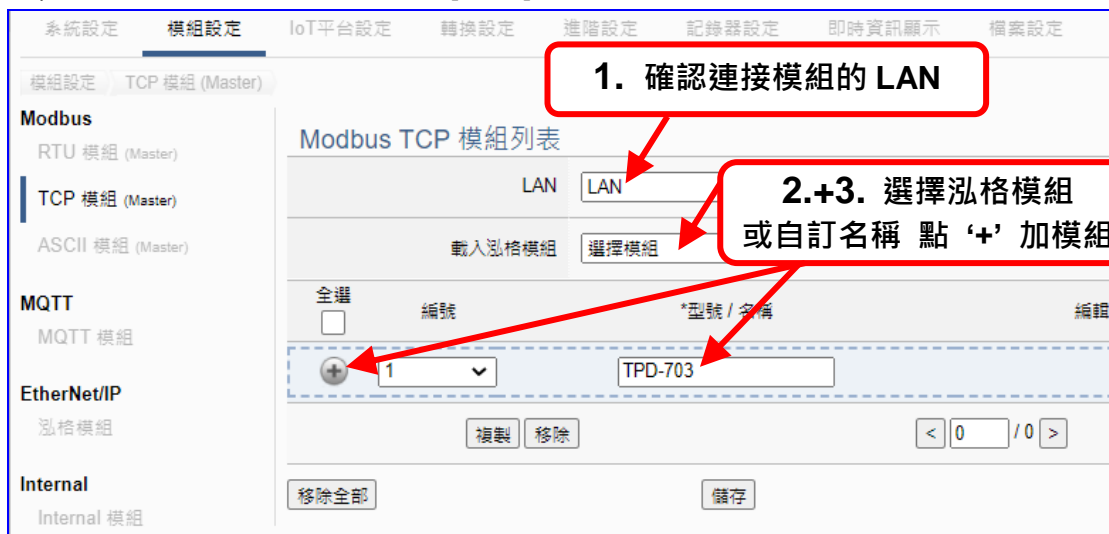 系統設定 模組設定 IoT平台設定 轉換設定 進階設定 記錄器設定 即時資訊顯示 檔案設定
模組設定 TCP 模組 (Master)
1. 確認連接模組的 LAN
Modbus
RTU 模組 (Master)
TCP 模組 (Master)
ASCII 模組 (Master)
MQTT
MQTT 模組
EtherNet/IP
泓格模組
Internal
Internal 模組
Modbus TCP 模組列表
LAN LAN
2.+3. 選擇泓格模組
或自訂名稱 點 ‘+’ 加模組
載入泓格模組 選擇模組
全選 編號 *型號 / 名稱 編輯
1 TPD-703
複製 移除 < 0 / 0 >
移除全部 儲存